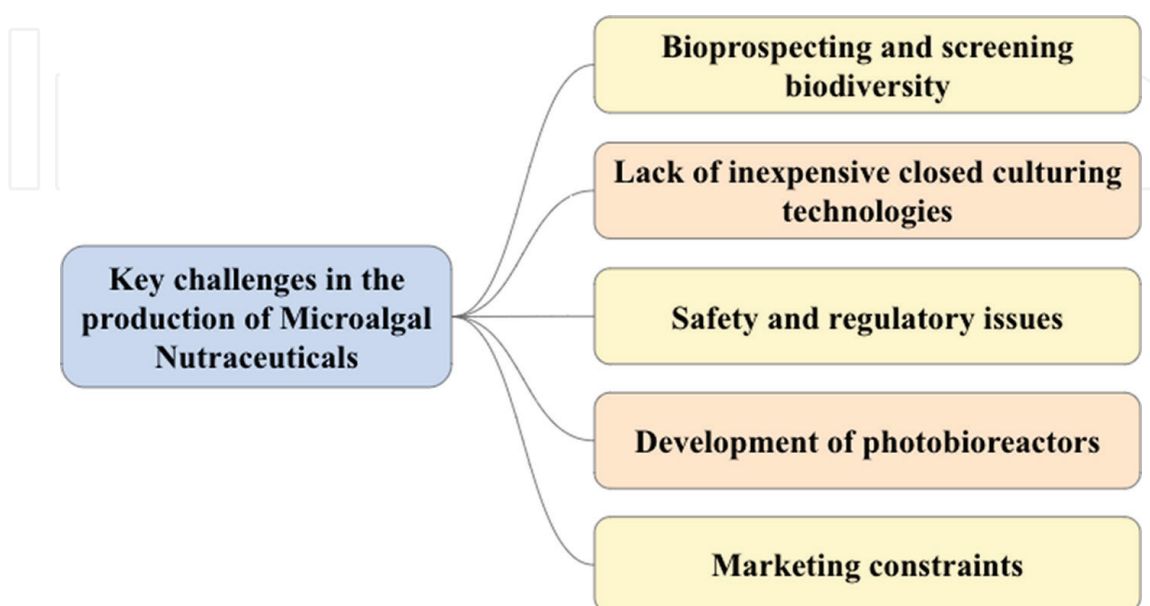 Bioprospecting and screening
biodiversity
Lack of inexpensive closed culturing
technologies
Key challenges in the
production of Microalgal
Nutraceuticals
Safety and regulatory issues
Development of photobioreactors
Marketing constraints